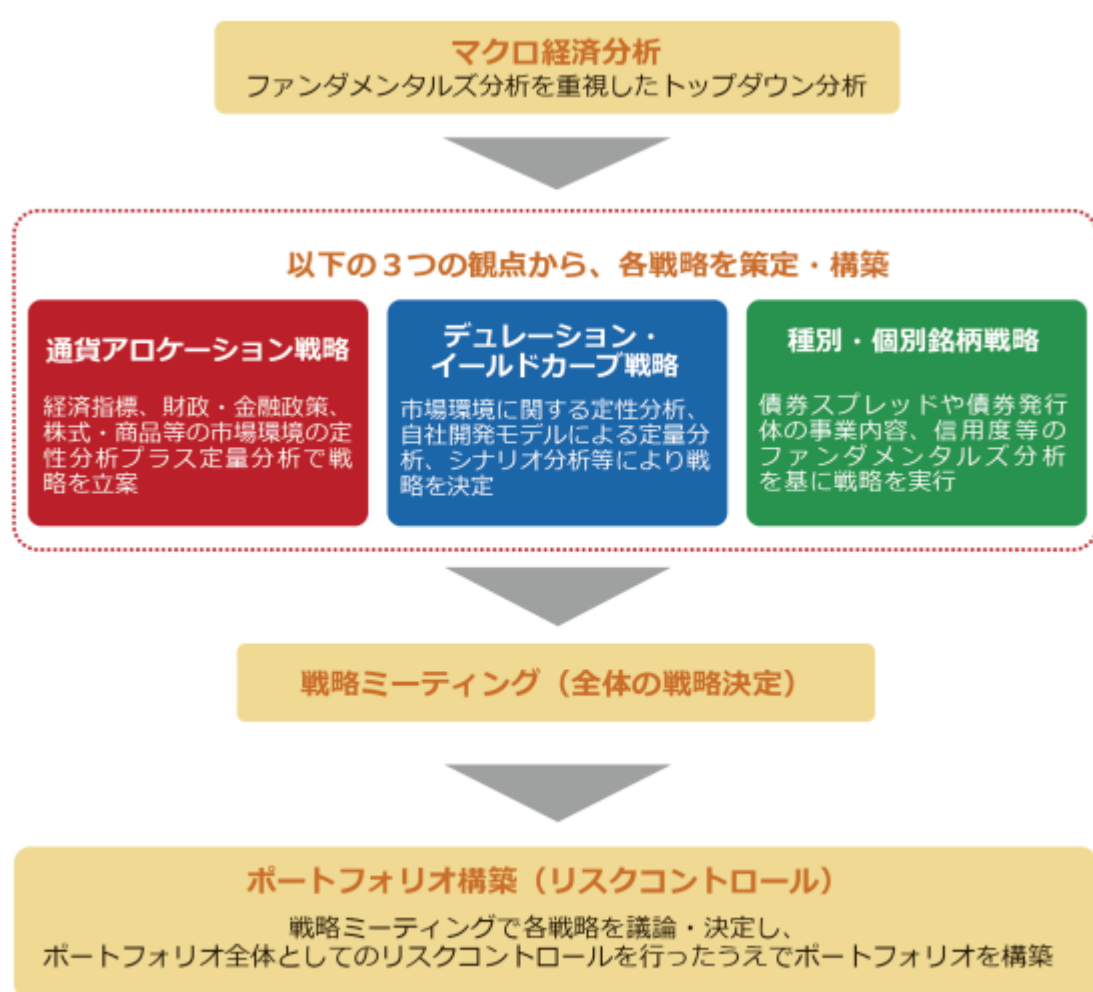 マクロ経済分析
ファンダメンタルズ分析を重視したトップダウン分析
以下の３つの観点から、各戦略を策定・構築
通貨アロケーション戦略
経済指標、財政・金融政策、
株式・商品等の市場環境の定
性分析プラス定量分析で戦
略を立案
デュレーション・
イールドカーブ戦略
市場環境に関する定性分析、
自社開発モデルによる定量分
析、シナリオ分析等により戦
略を決定
種別・個別銘柄戦略
債券スプレッドや債券発行
体の事業内容、信用度等の
ファンダメンタルズ分析
を基に戦略を実行
戦略ミーティング（全体の戦略決定）
ポートフォリオ構築（リスクコントロール）
戦略ミーティングで各戦略を議論・決定し、
ポートフォリオ全体としてのリスクコントロールを行ったうえでポートフォリオを構築